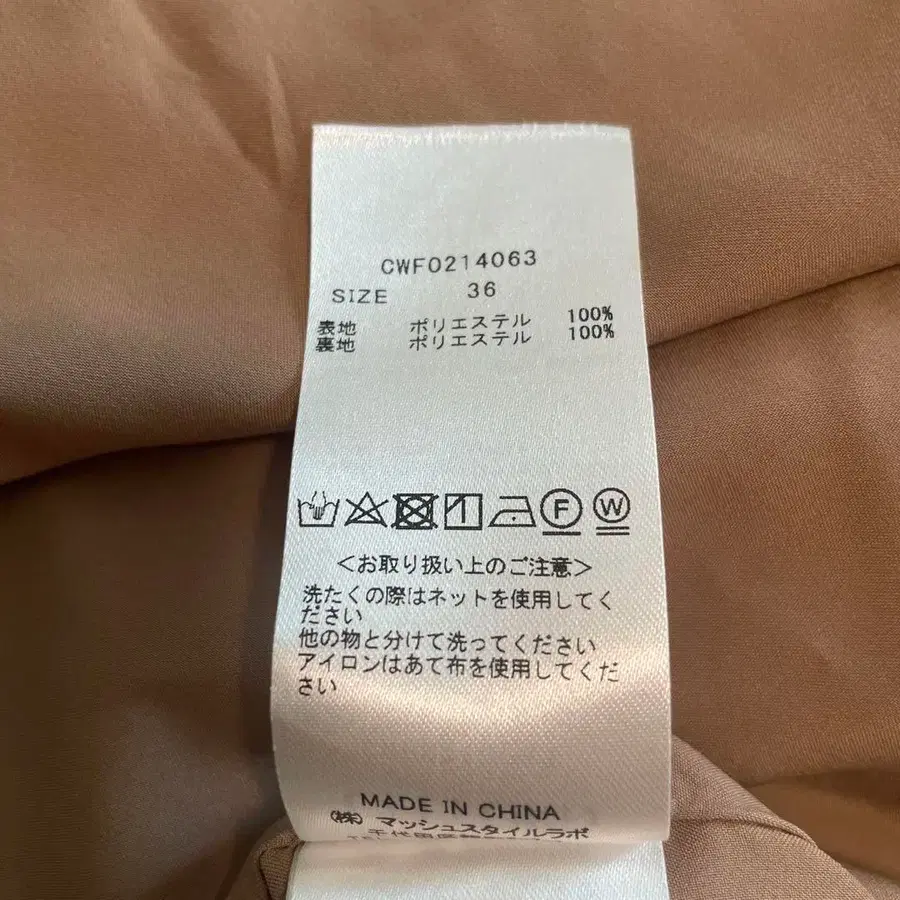 CWF0214063
SIZE 36
表地 ポリエステル 100%
裏地 ポリエステル 100%
F W
<お取り扱い上のご注意>
洗たくの際はネットを使用してく
ださい
他の物と分けて洗ってください
アイロンはあて布を使用してくだ
さい
MADE IN CHINA
(株) マッシュスタイルラボ
千代田区